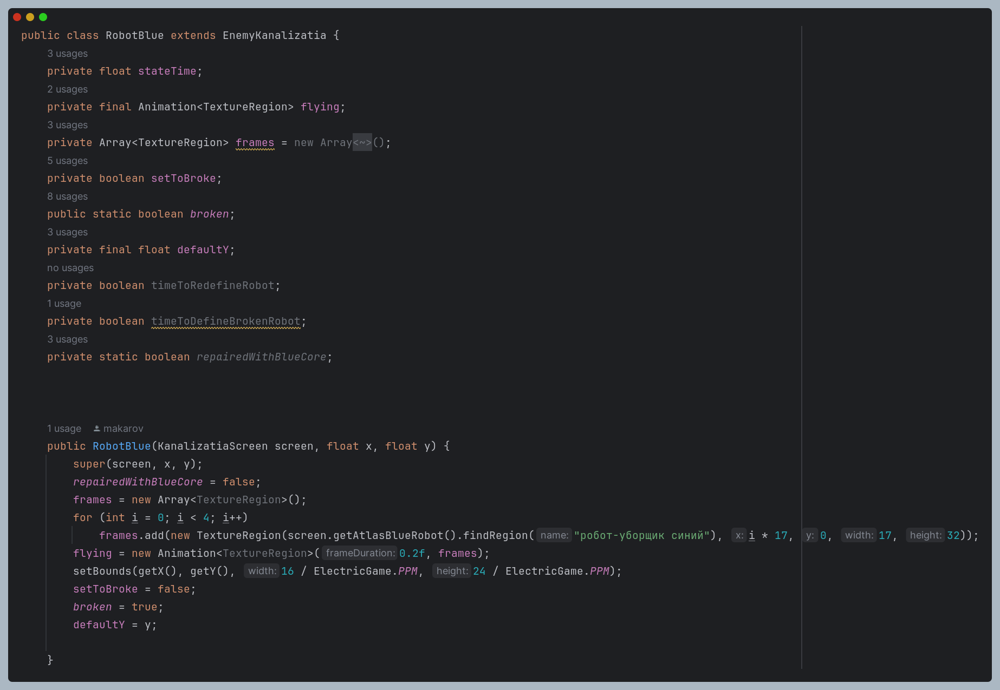 public class RobotBlue extends EnemyKanalizatia {
3 usages
private float stateTime;
2 usages
private final Animation<TextureRegion> flying;
3 usages
private Array<TextureRegion> frames = new Array<~>();
5 usages
private boolean setToBroke;
8 usages
public static boolean broken;
3 usages
private final float defaultY;
no usages
private boolean timeToRedefineRobot;
1 usage
private boolean timeToDefineBrokenRobot;
3 usages
private static boolean repairedWithBlueCore;
1 usage makarov
public RobotBlue(KanalizatiaScreen screen, float x, float y) {
super(screen, x, y);
repairedWithBlueCore = false;
frames = new Array<TextureRegion>();
for (int i = 0; i < 4; i++)
frames.add(new TextureRegion(screen.getAtlasBlueRobot().findRegion( name: "робот-уборщик синий"), x: i * 17, y: 0, width: 17, height: 32));
flying = new Animation<TextureRegion>( frameDuration: 0.2f, frames);
setBounds(getX(), getY(), width: 16 / ElectricGame.PPM, height: 24 / ElectricGame.PPM);
setToBroke = false;
broken = true;
defaultY = y;
}